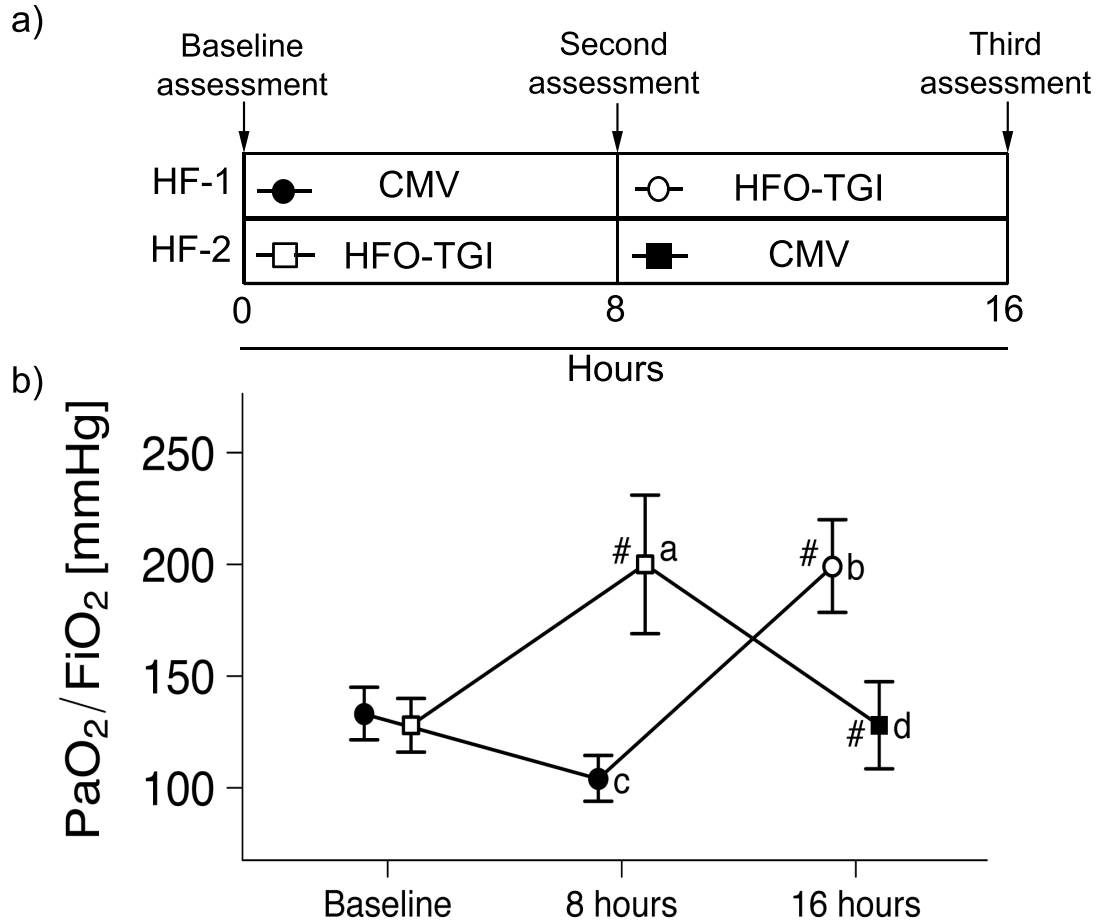 a)
Baseline
assessment
Second
assessment
Third
assessment
HF-1
CMV
HFO-TGI
HF-2
HFO-TGI
CMV
0
8
16
Hours
b)
PaO₂/FiO₂ [mmHg]
250
200
150
100
# a
# b
c
# d
Baseline
8 hours
16 hours